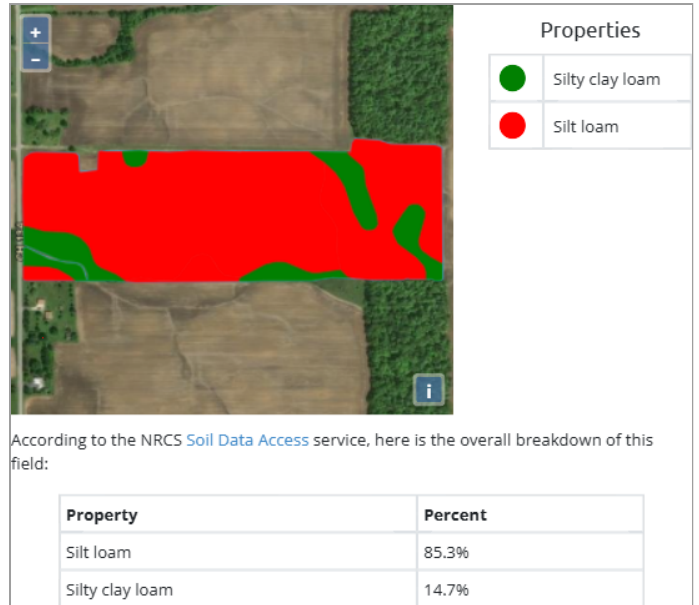 +
-
Properties
Silty clay loam
Silt loam
i
According to the NRCS Soil Data Access service, here is the overall breakdown of this
field:
Property Percent
Silt loam 85.3%
Silty clay loam 14.7%